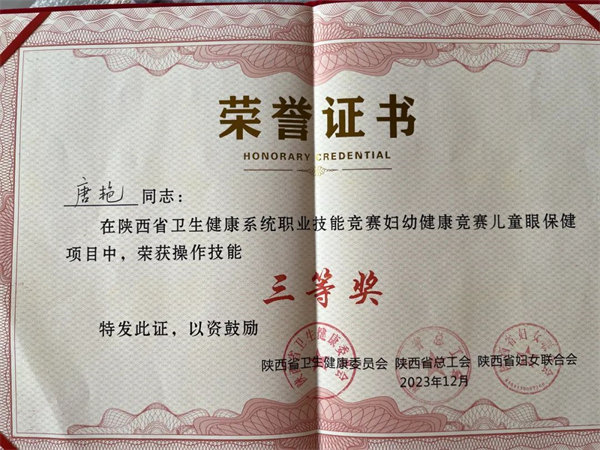 荣誉证书
HONORARY CREDENTIAL
唐艳 同志：
在陕西省卫生健康系统职业技能竞赛妇幼健康竞赛儿童眼保健
项目中，荣获操作技能
三等奖
特发此证，以资鼓励
陕西省卫生健康委员会 陕西省总工会 陕西省妇女联合会
2023年12月